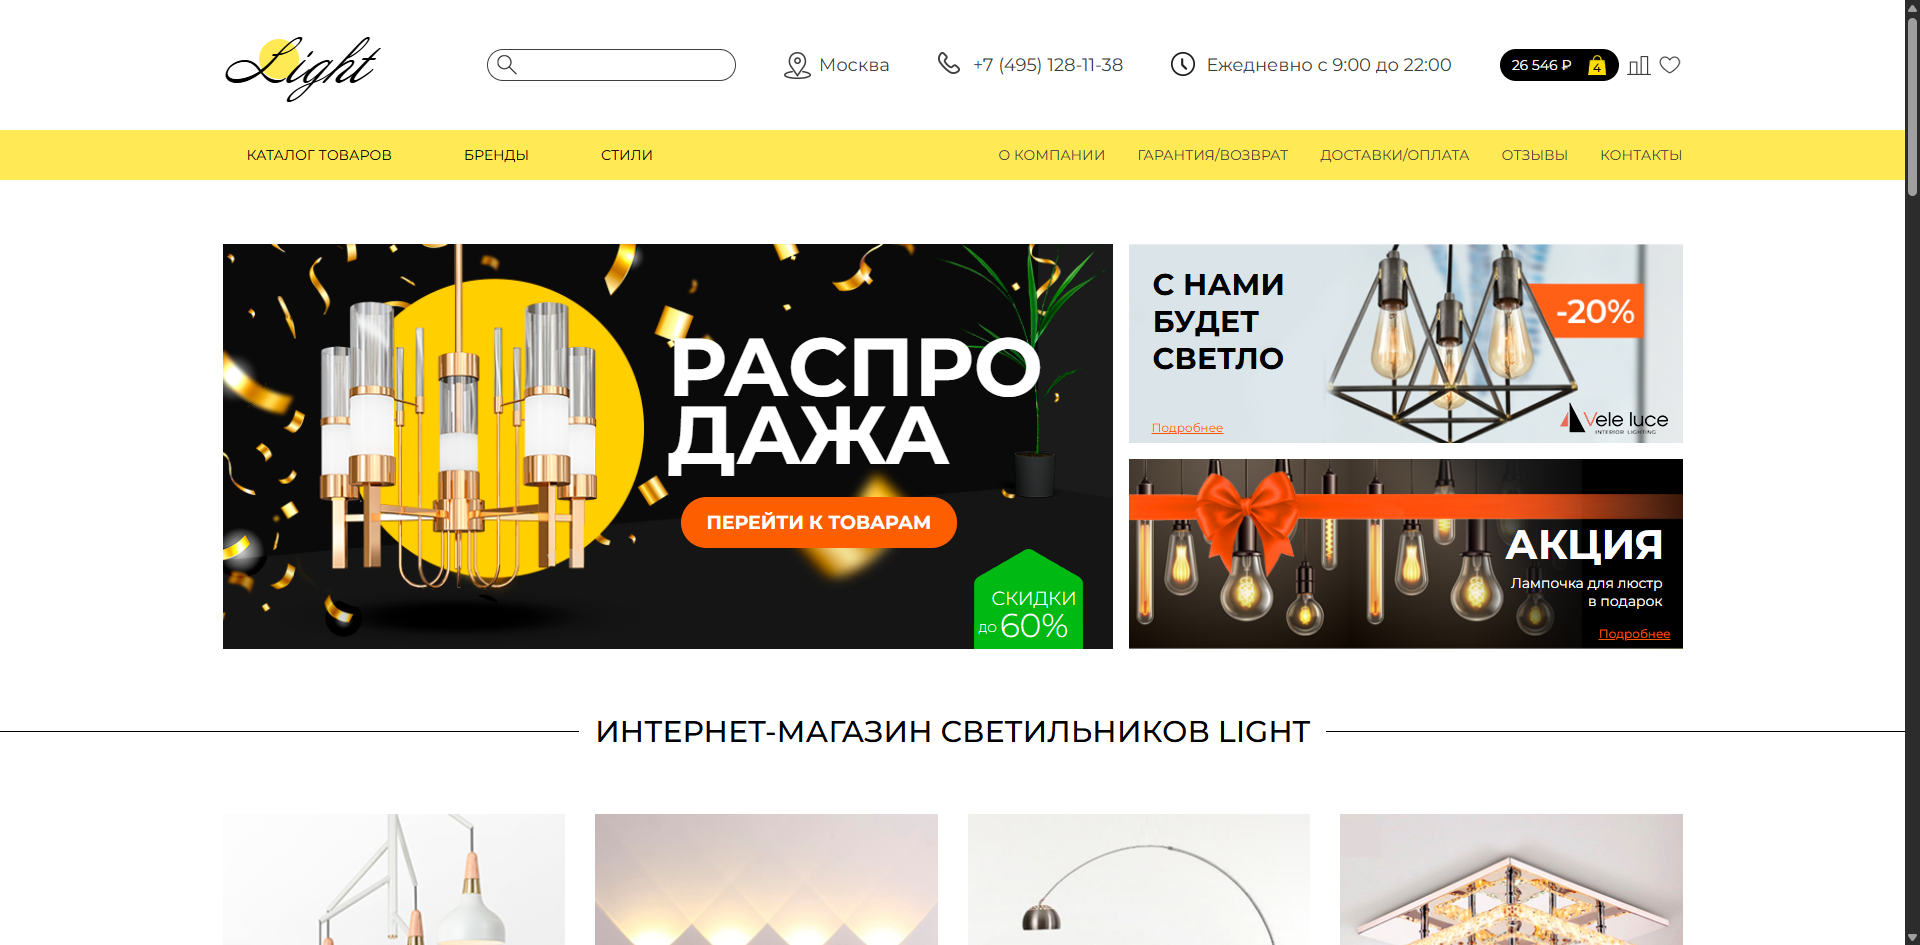 Light
Москва
+7 (495) 128-11-38
Ежедневно с 9:00 до 22:00
26 546 ₽
4
КАТАЛОГ ТОВАРОВ
БРЕНДЫ
СТИЛИ
О КОМПАНИИ
ГАРАНТИЯ/ВОЗВРАТ
ДОСТАВКИ/ОПЛАТА
ОТЗЫВЫ
КОНТАКТЫ
РАСПРО
ДАЖА
ПЕРЕЙТИ К ТОВАРАМ
СКИДКИ
ДО 60%
С НАМИ
БУДЕТ
СВЕТЛО
-20%
Vele luce
INTERIOR LIGHTING
Подробнее
АКЦИЯ
Лампочка для люстр
в подарок
Подробнее
ИНТЕРНЕТ-МАГАЗИН СВЕТИЛЬНИКОВ LIGHT